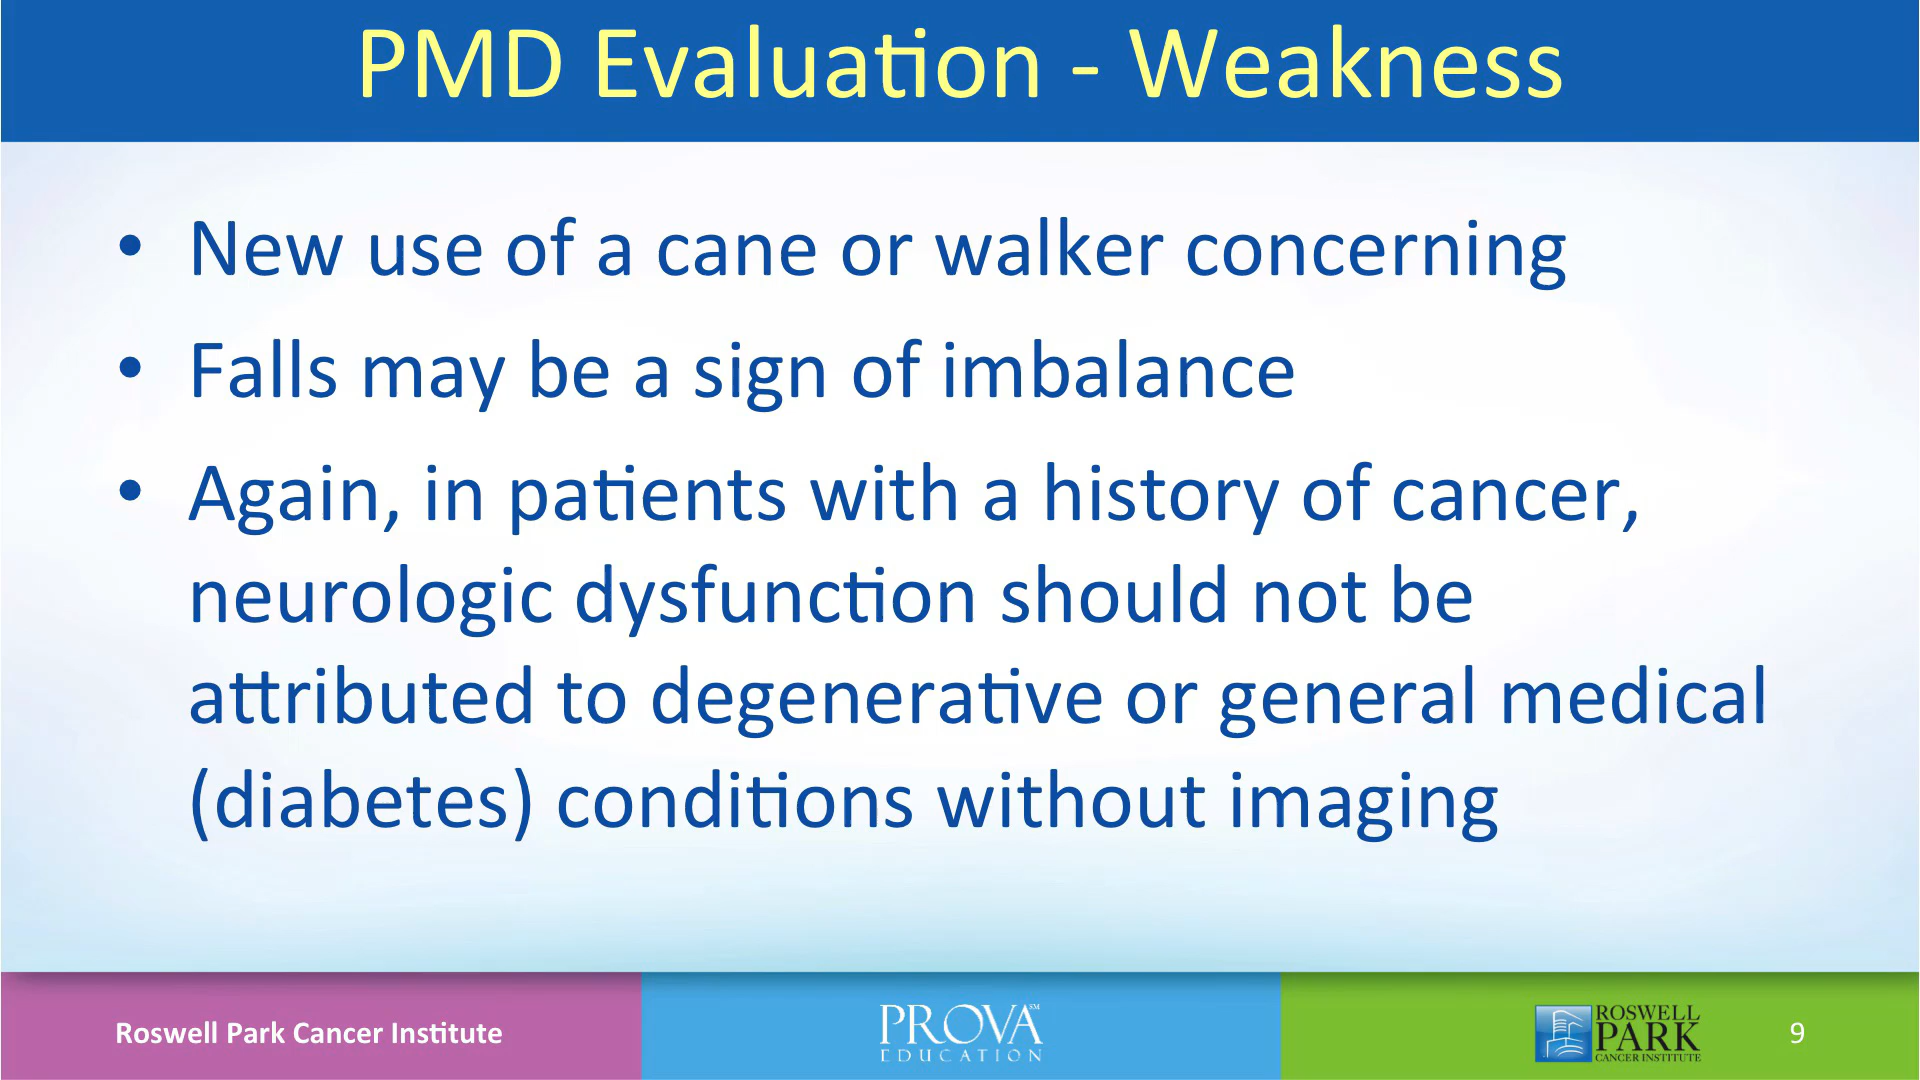 PMD Evaluation - Weakness
• New use of a cane or walker concerning
• Falls may be a sign of imbalance
• Again, in patients with a history of cancer,
neurologic dysfunction should not be
attributed to degenerative or general medical
(diabetes) conditions without imaging
Roswell Park Cancer Institute
PROVA℠
EDUCATION
ROSWELL
PARK
CANCER INSTITUTE
9